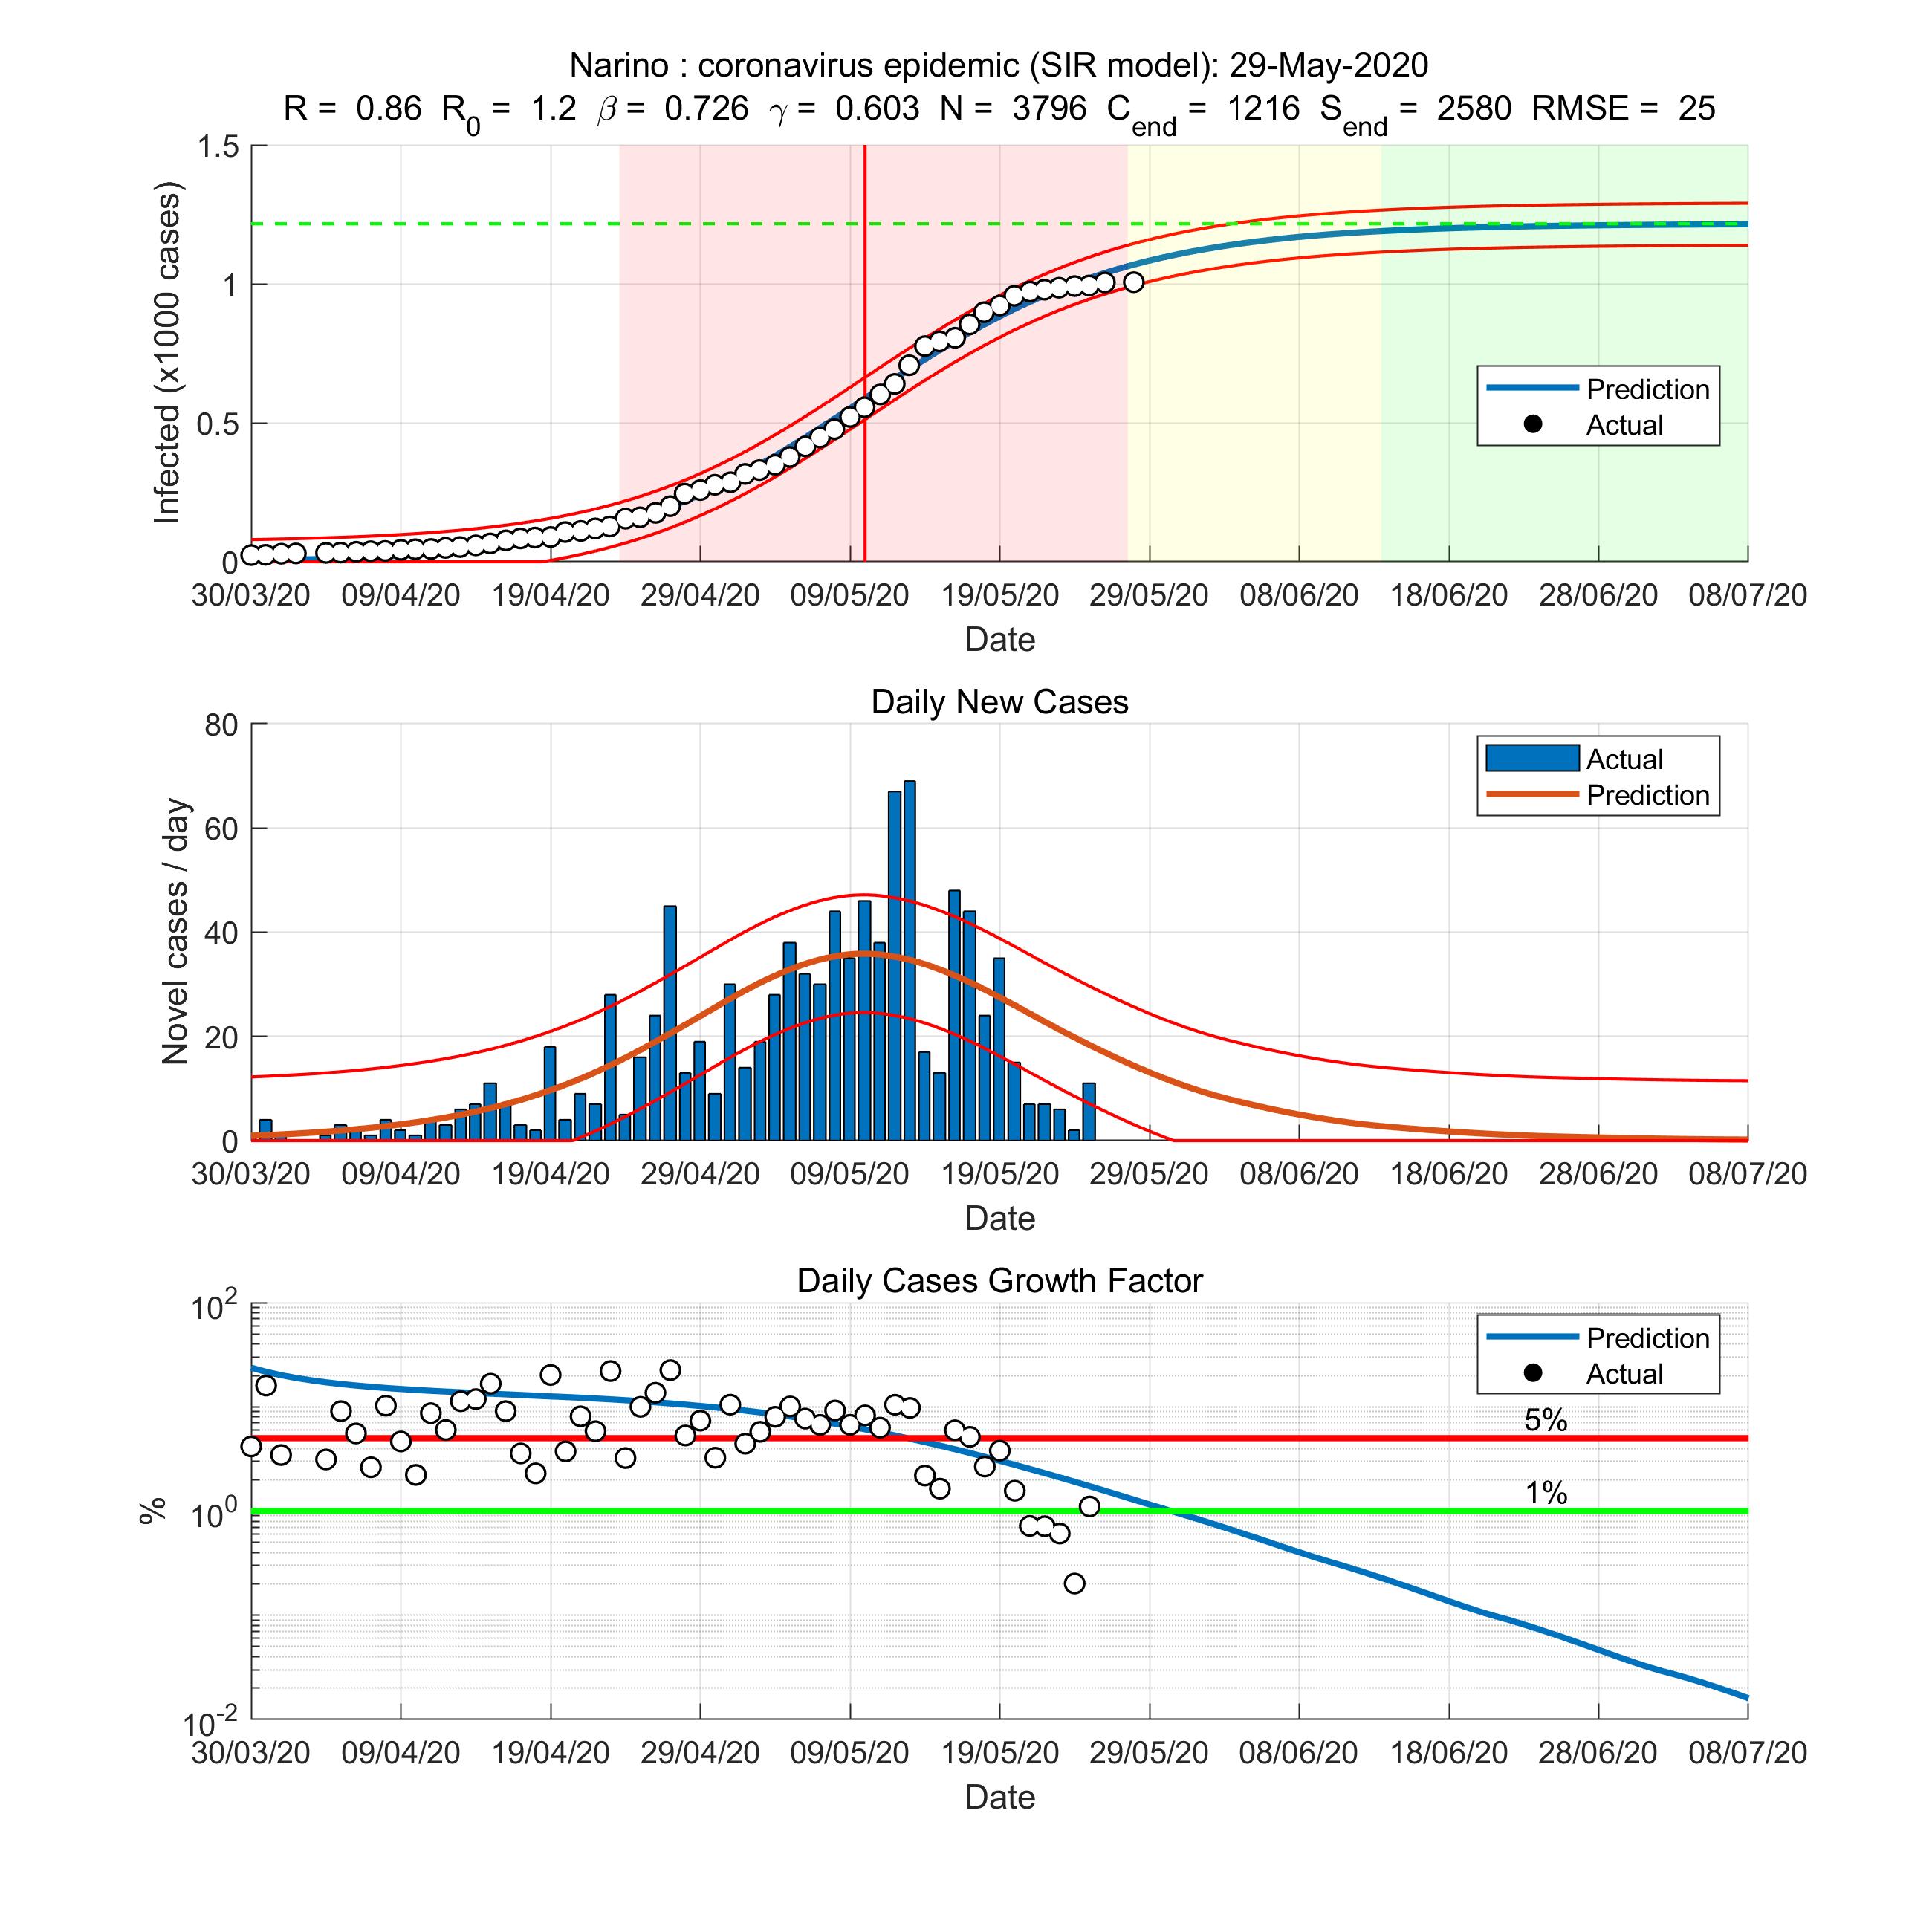 Narino : coronavirus epidemic (SIR model): 29-May-2020
R = 0.86 R0 = 1.2 β = 0.726 γ = 0.603 N = 3796 Cend = 1216 Send = 2580 RMSE = 25
Infected (x1000 cases)
1.5
1
0.5
0
Prediction
Actual
30/03/20 09/04/20 19/04/20 29/04/20 09/05/20 19/05/20 29/05/20 08/06/20 18/06/20 28/06/20 08/07/20
Date
Daily New Cases
Novel cases / day
80
60
40
20
0
Actual
Prediction
30/03/20 09/04/20 19/04/20 29/04/20 09/05/20 19/05/20 29/05/20 08/06/20 18/06/20 28/06/20 08/07/20
Date
Daily Cases Growth Factor
%
10^2
10^0
10^-2
Prediction
Actual
5%
1%
30/03/20 09/04/20 19/04/20 29/04/20 09/05/20 19/05/20 29/05/20 08/06/20 18/06/20 28/06/20 08/07/20
Date